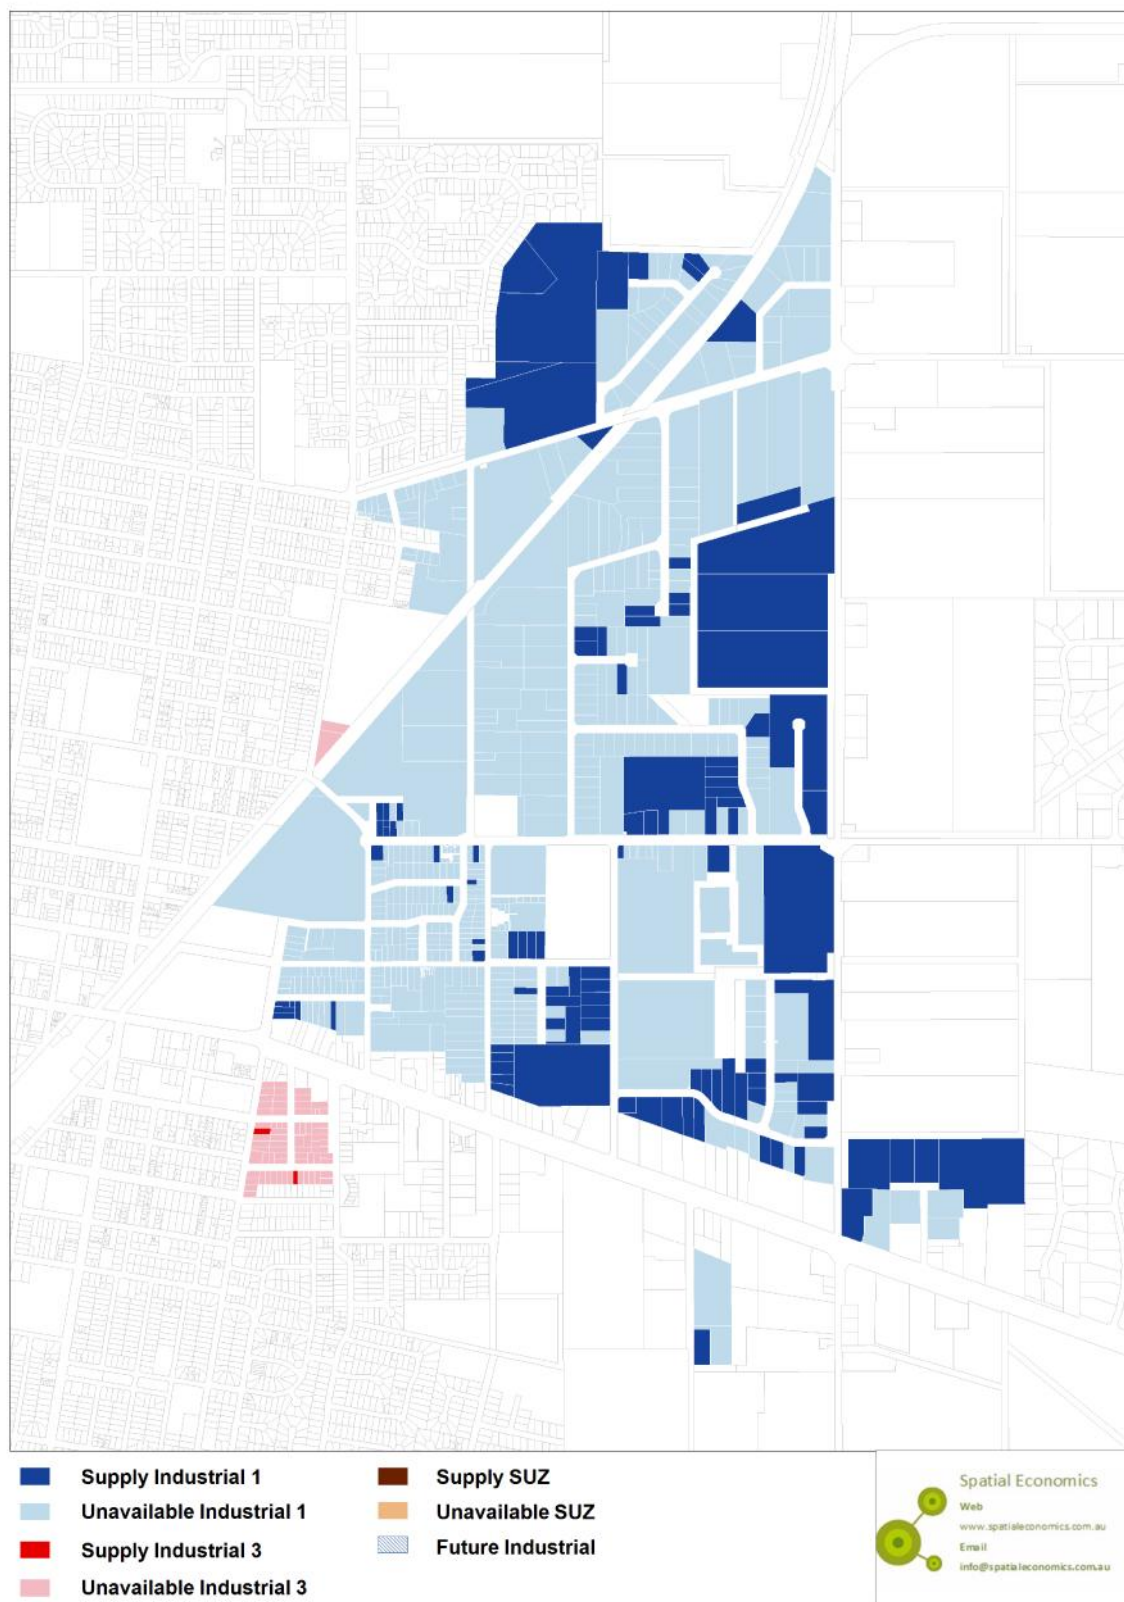 Supply Industrial 1
Unavailable Industrial 1
Supply Industrial 3
Unavailable Industrial 3
Supply SUZ
Unavailable SUZ
Future Industrial
Spatial Economics
Web
www.spatialeconomics.com.au
Email
info@spatialeconomics.com.au